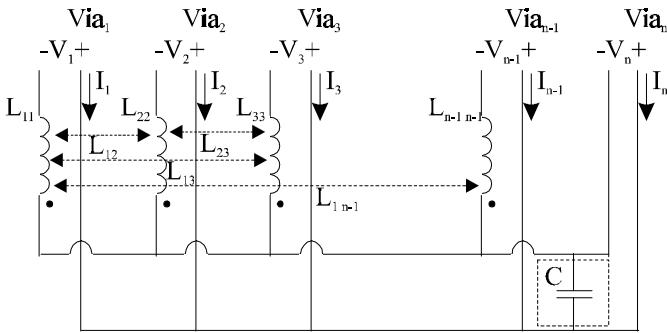 Via1 Via2 Via3 Vian-1 Vian
-V1+ -V2+ -V3+ -Vn-1+ -Vn+
I1 I2 I3 In-1 In
L11 L22 L33 Ln-1 n-1
L12 L23
L13
L1 n-1
C